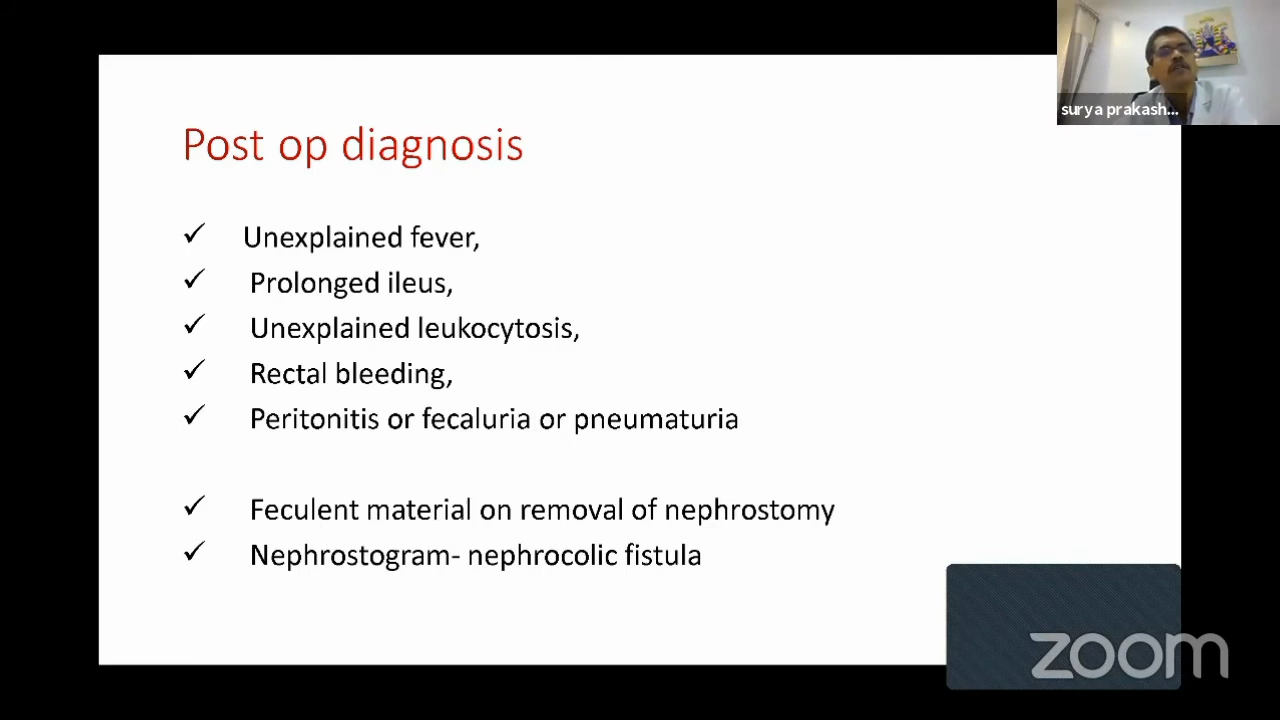 surya prakash...
Post op diagnosis
✓ Unexplained fever,
✓ Prolonged ileus,
✓ Unexplained leukocytosis,
✓ Rectal bleeding,
✓ Peritonitis or fecaluria or pneumaturia
✓ Feculent material on removal of nephrostomy
✓ Nephrostogram- nephrocolic fistula
zoom